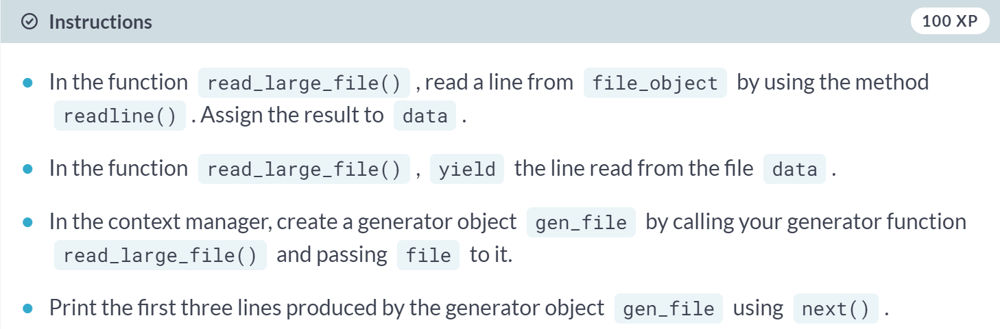 Instructions
100 XP
In the function read_large_file() , read a line from file_object by using the method
readline() . Assign the result to data .
In the function read_large_file() , yield the line read from the file data .
In the context manager, create a generator object gen_file by calling your generator function
read_large_file() and passing file to it.
Print the first three lines produced by the generator object gen_file using next() .